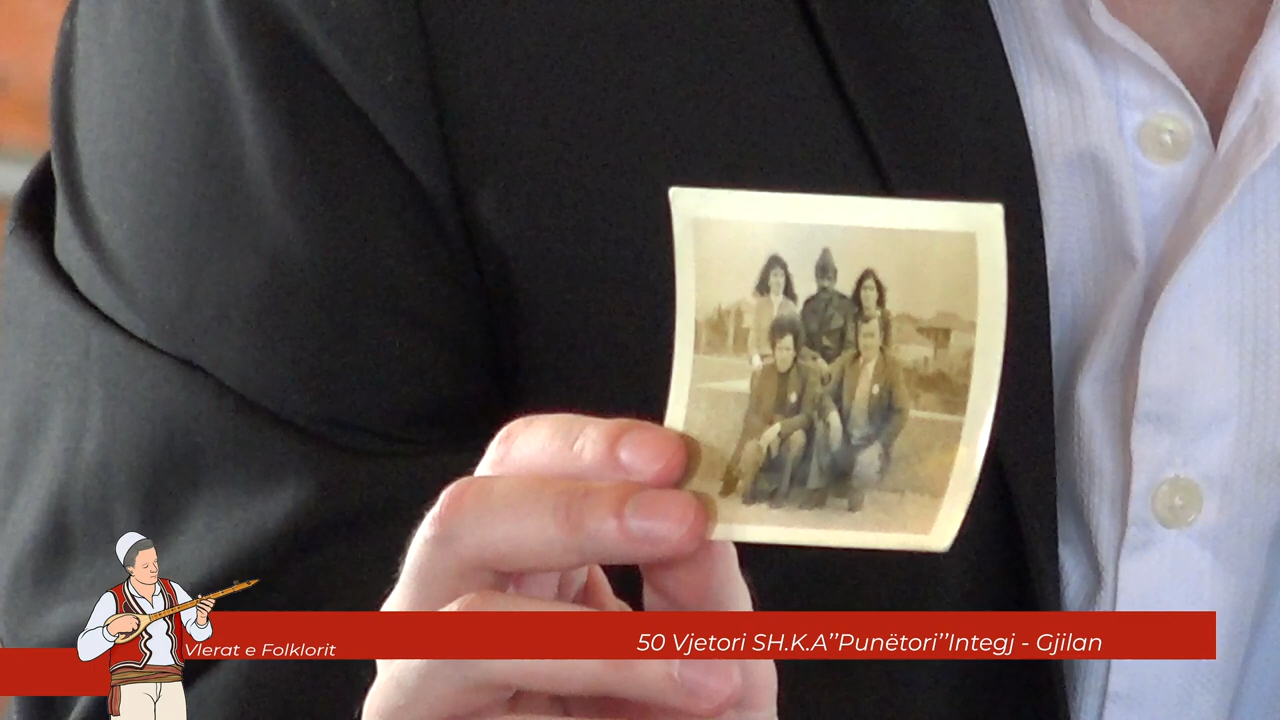 Vlerat e Folklorit
50 Vjetori SH.K.A’’Punëtori’’Integj - Gjilan